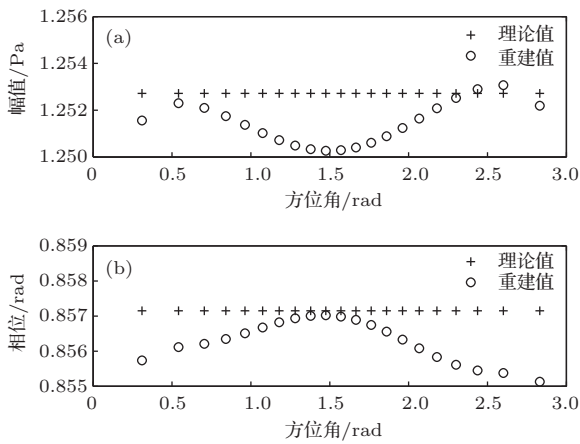 1.256
(a)
+ 理论值
○ 重建值
1.254
1.252
1.250
幅值/Pa
0 0.5 1.0 1.5 2.0 2.5 3.0
方位角/rad
0.859
(b)
+ 理论值
○ 重建值
0.858
0.857
0.856
0.855
相位/rad
0 0.5 1.0 1.5 2.0 2.5 3.0
方位角/rad